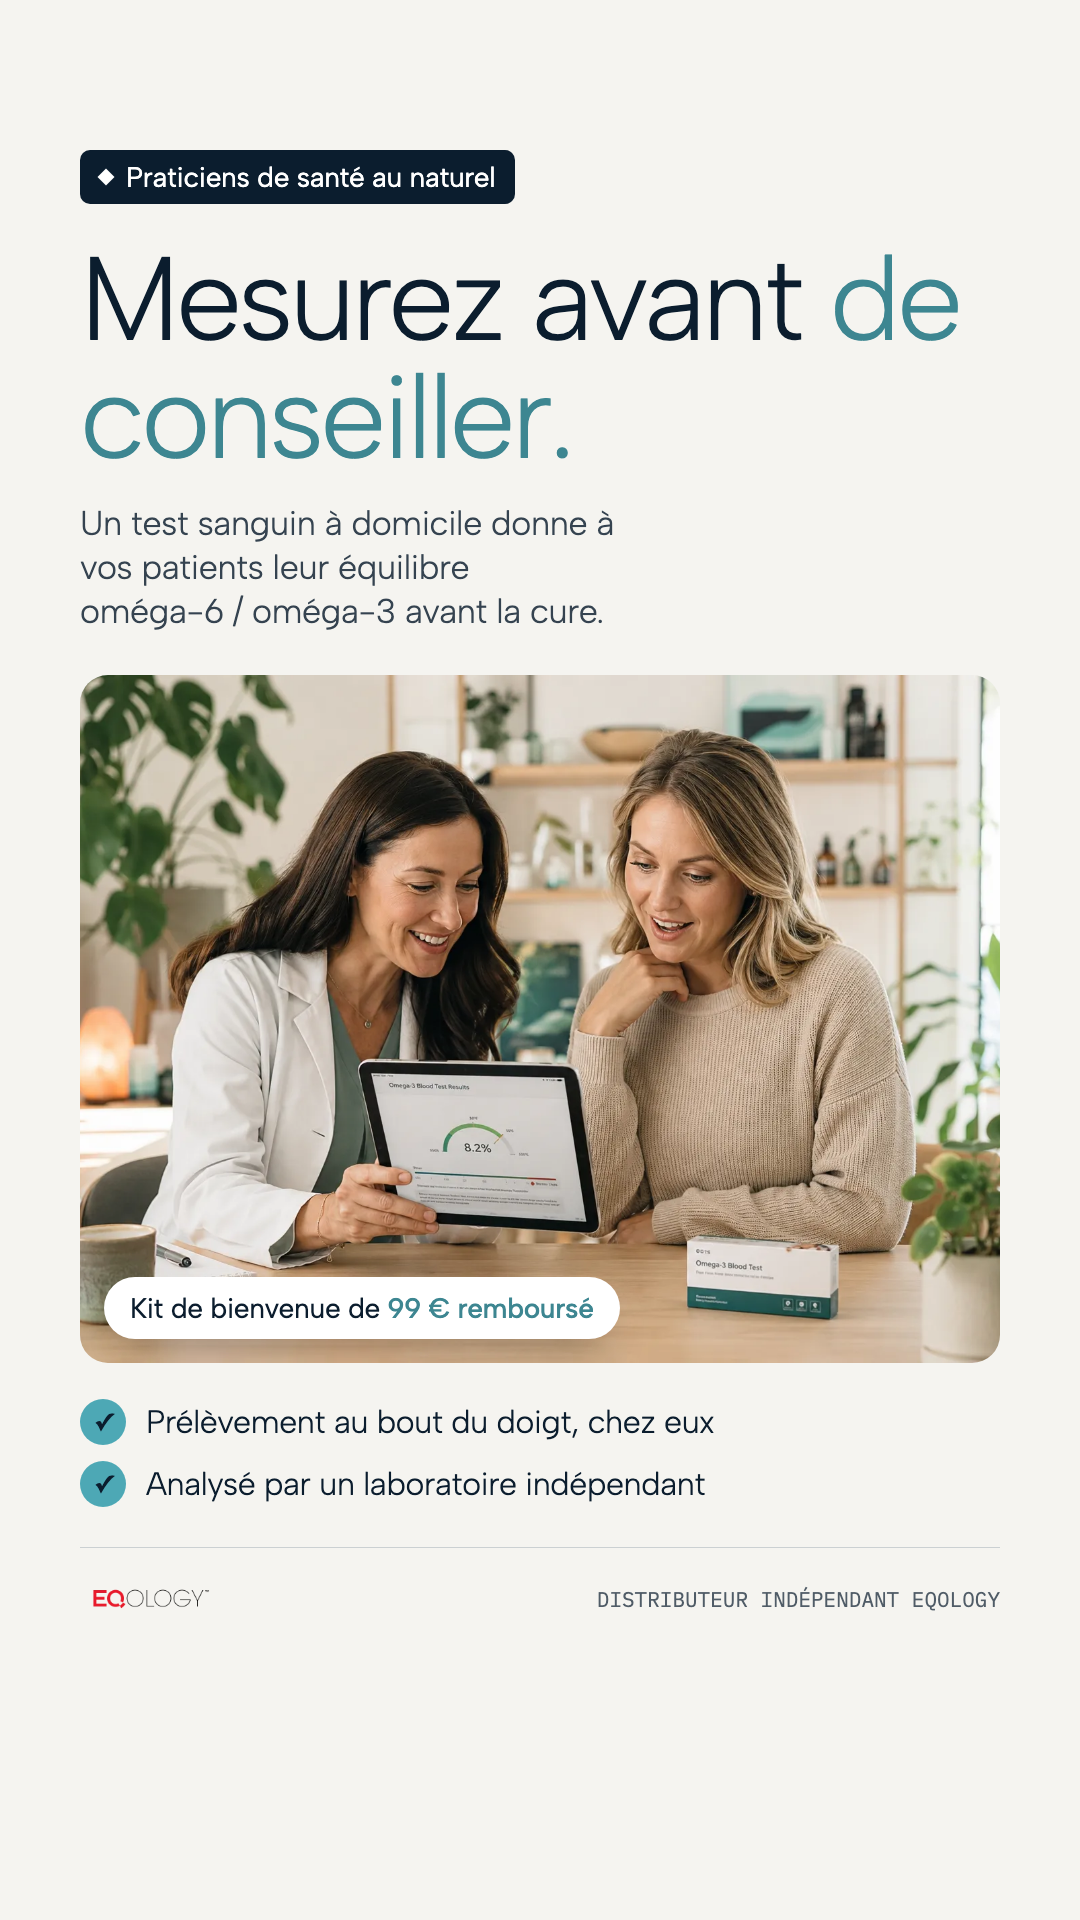 ◆ Praticiens de santé au naturel
Mesurez avant de
conseiller.
Un test sanguin à domicile donne à
vos patients leur équilibre
oméga-6 / oméga-3 avant la cure.
Omega-3 Blood Test Results
8.2%
Omega-3 Blood Test
Kit de bienvenue de 99 € remboursé
✔ Prélèvement au bout du doigt, chez eux
✔ Analysé par un laboratoire indépendant
EQOLOGY™
DISTRIBUTEUR INDÉPENDANT EQOLOGY